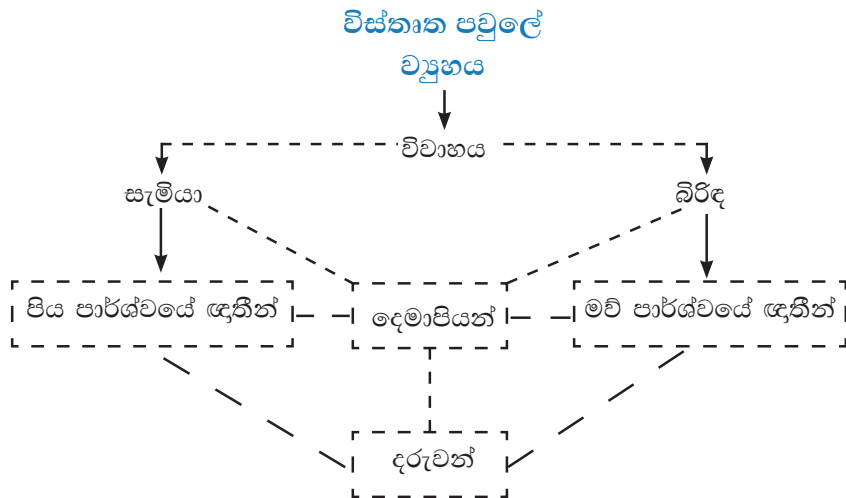 විස්තෘත පවුලේ
ව්‍යුහය
විවාහය
සැමියා
බිරිඳ
පිය පාර්ශ්වයේ ඥාතීන්
දෙමාපියන්
මව් පාර්ශ්වයේ ඥාතීන්
දරුවන්